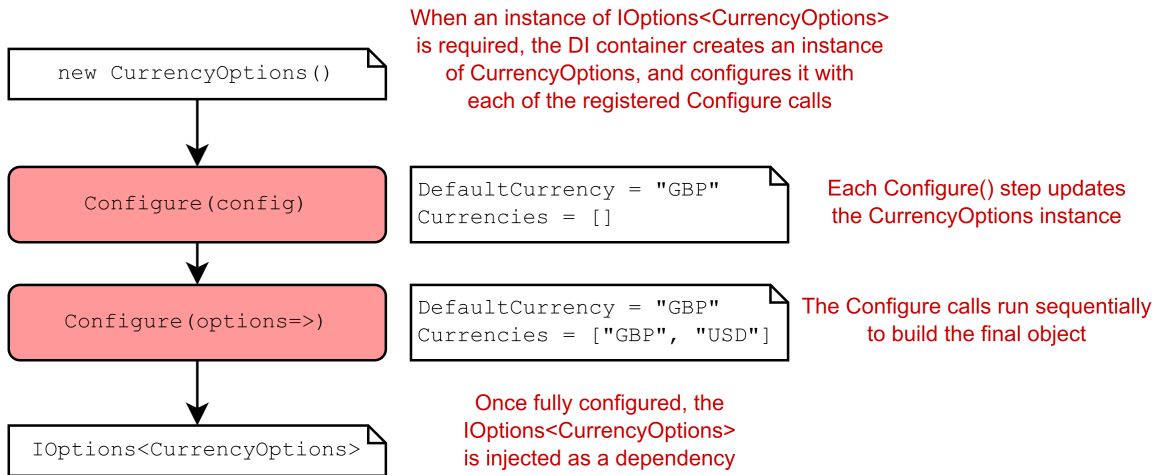 When an instance of IOptions<CurrencyOptions>
is required, the DI container creates an instance
of CurrencyOptions, and configures it with
each of the registered Configure calls
new CurrencyOptions()
Configure(config)
DefaultCurrency = "GBP"
Currencies = []
Each Configure() step updates
the CurrencyOptions instance
Configure(options=>)
DefaultCurrency = "GBP"
Currencies = ["GBP", "USD"]
The Configure calls run sequentially
to build the final object
IOptions<CurrencyOptions>
Once fully configured, the
IOptions<CurrencyOptions>
is injected as a dependency